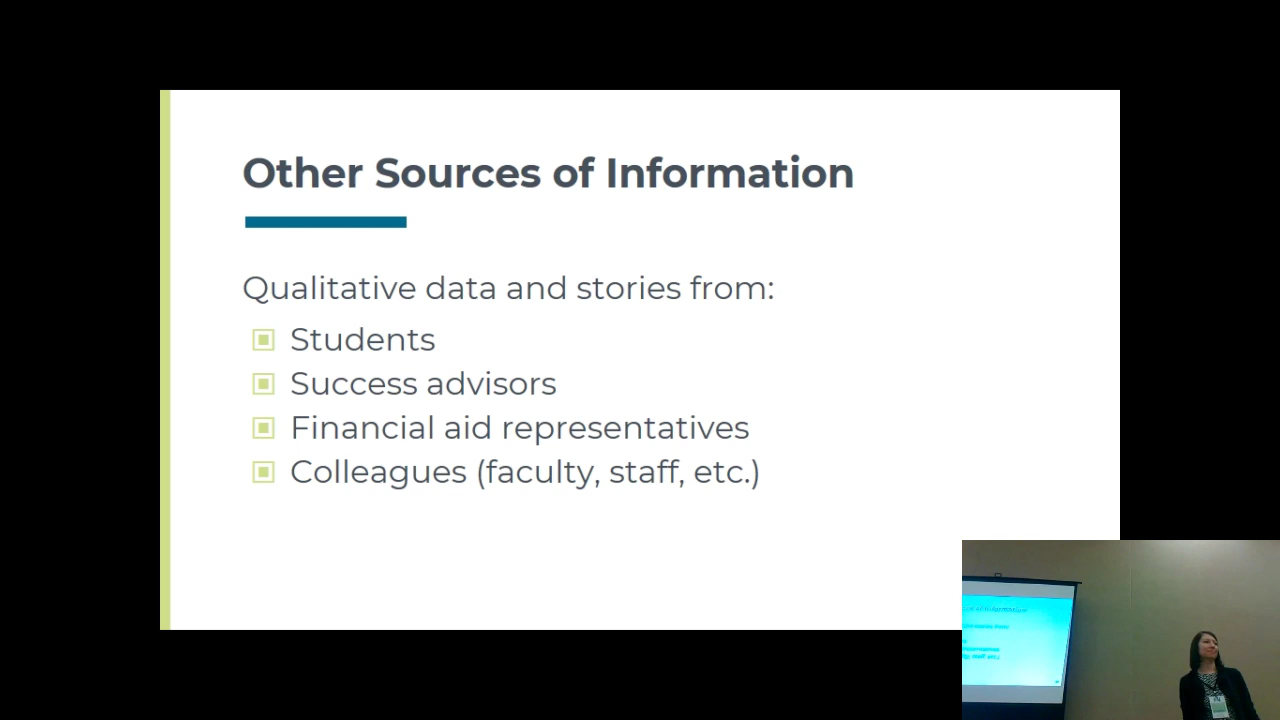 Other Sources of Information
Qualitative data and stories from:
Students
Success advisors
Financial aid representatives
Colleagues (faculty, staff, etc.)